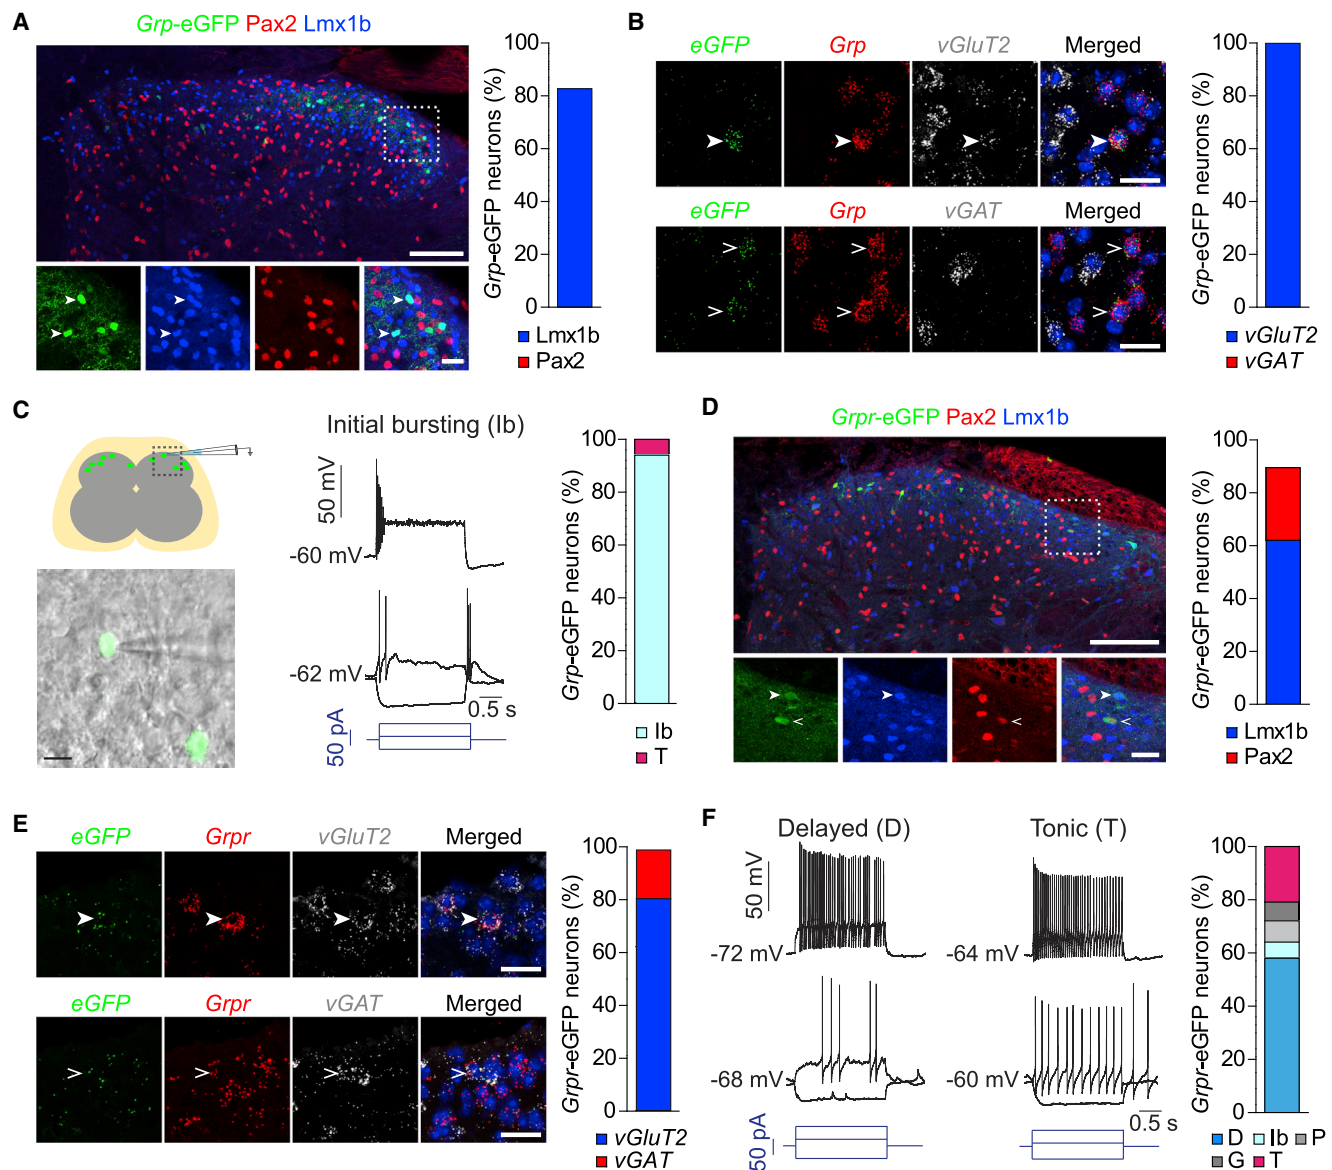 A
Grp-eGFP Pax2 Lmx1b
100
80
60
40
20
0
Grp-eGFP neurons (%)
Lmx1b
Pax2
B
eGFP Grp vGluT2 Merged
eGFP Grp vGAT Merged
100
80
60
40
20
0
Grp-eGFP neurons (%)
vGluT2
vGAT
C
Initial bursting (Ib)
50 mV
-60 mV
-62 mV
0.5 s
50 pA
100
80
60
40
20
0
Grp-eGFP neurons (%)
Ib
T
D
Grpr-eGFP Pax2 Lmx1b
100
80
60
40
20
0
Grpr-eGFP neurons (%)
Lmx1b
Pax2
E
eGFP Grpr vGluT2 Merged
eGFP Grpr vGAT Merged
100
80
60
40
20
0
Grpr-eGFP neurons (%)
vGluT2
vGAT
F
Delayed (D) Tonic (T)
50 mV
-72 mV -64 mV
-68 mV -60 mV
0.5 s
50 pA
100
80
60
40
20
0
Grpr-eGFP neurons (%)
D Ib P
G T